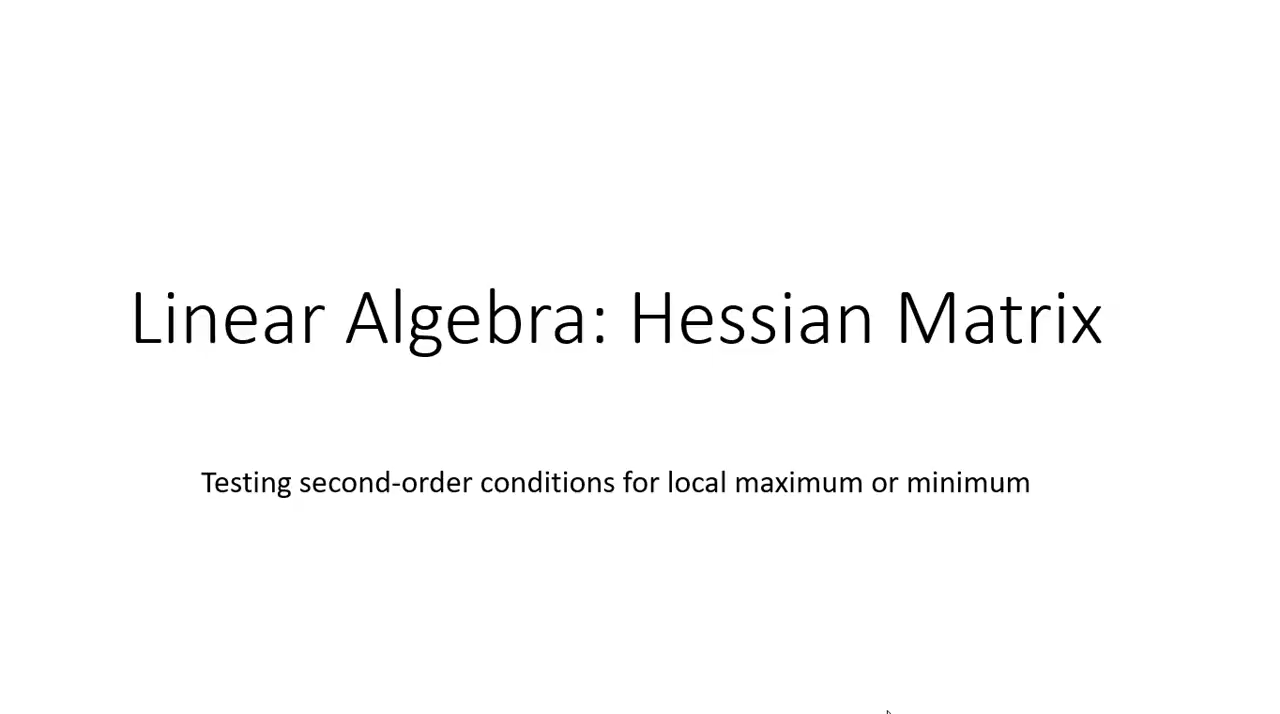 Linear Algebra: Hessian Matrix
Testing second-order conditions for local maximum or minimum